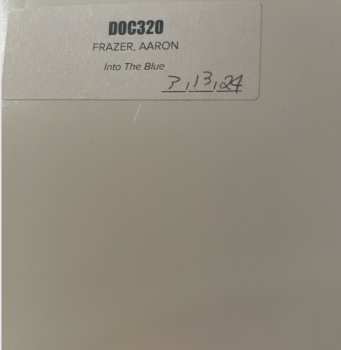 DOC320
FRAZER, AARON
Into The Blue
3,13,24